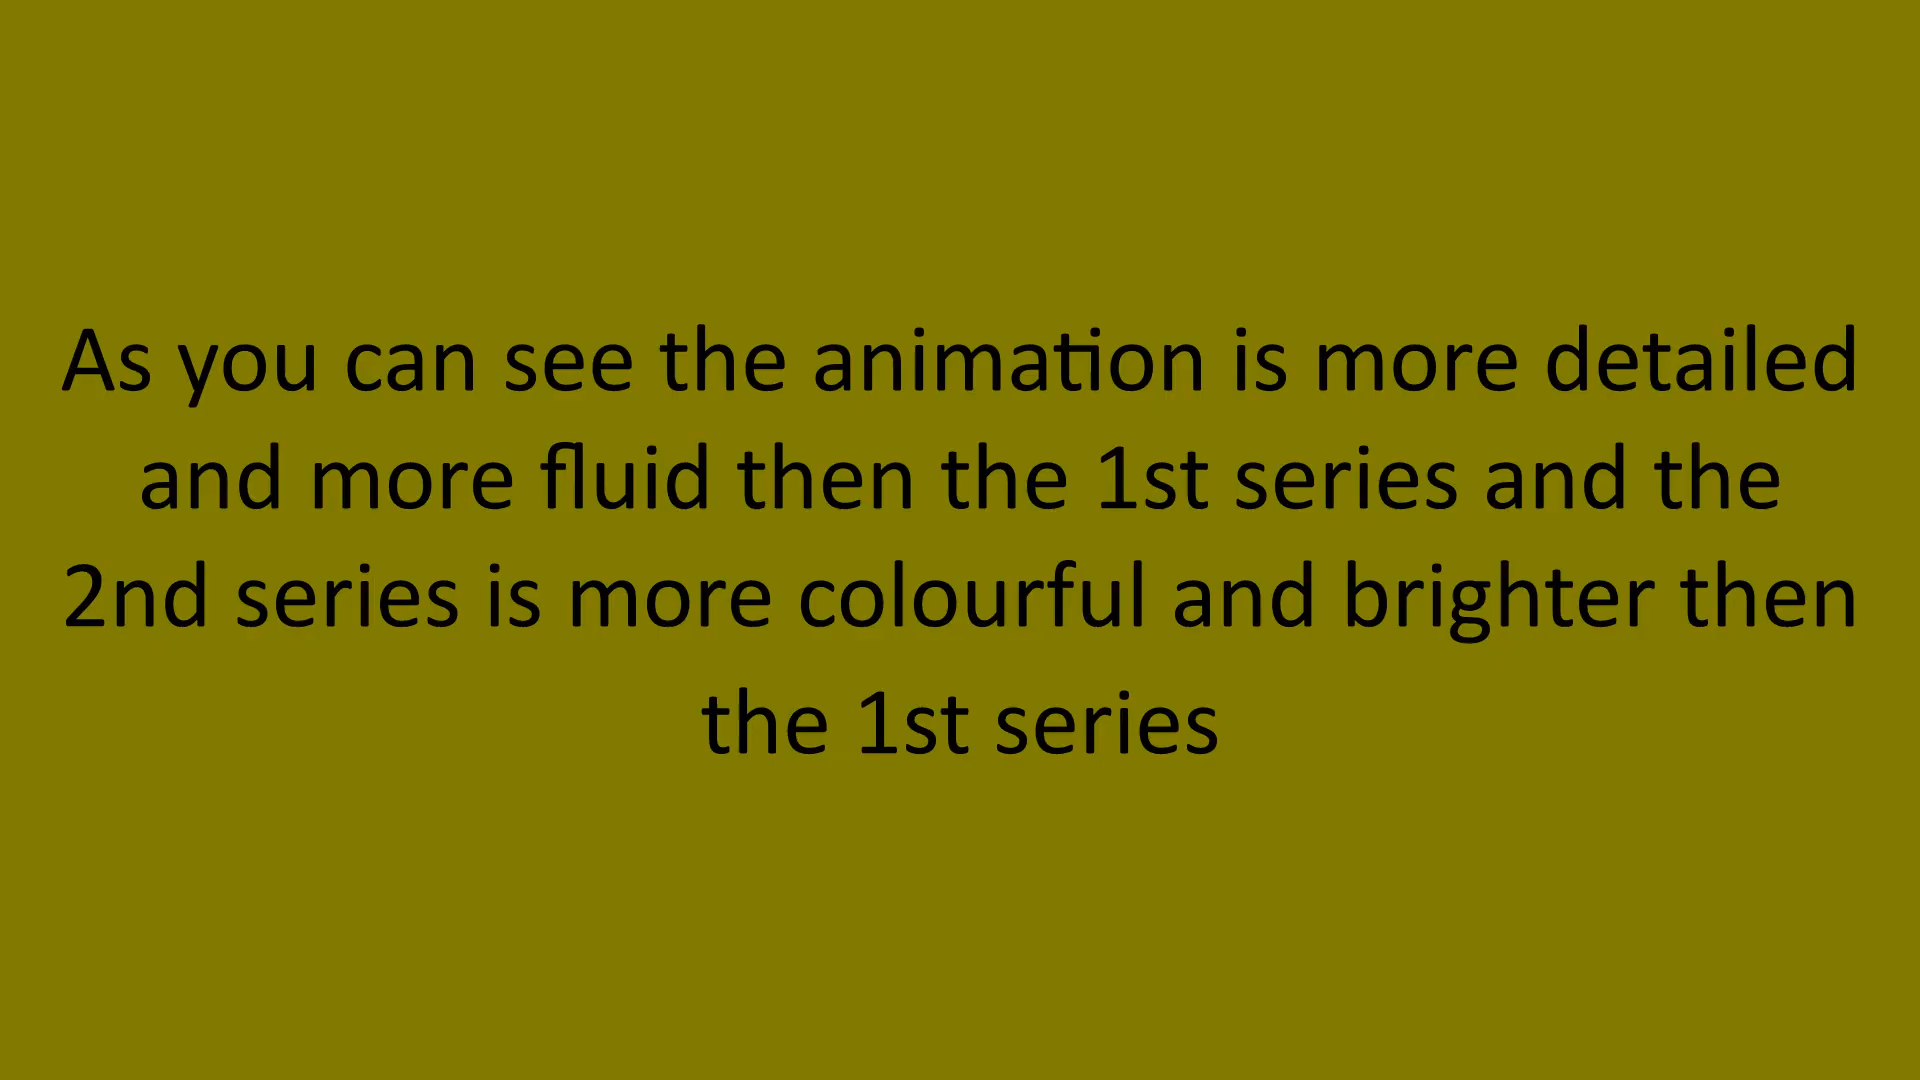 As you can see the animation is more detailed
and more fluid then the 1st series and the
2nd series is more colourful and brighter then
the 1st series